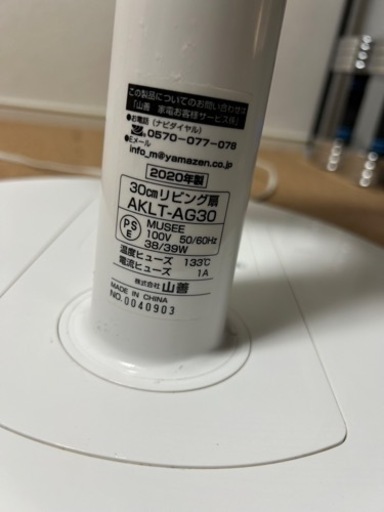 この製品についてのお問い合わせは
「山善 家電お客様サービス係」
●お電話（ナビダイヤル）
0570-077-078
●Eメール
info_m@yamazen.co.jp
2020年製
30cmリビング扇
AKLT-AG30
PSE MUSEE
100V 50/60Hz
38/39W
温度ヒューズ 133℃
電流ヒューズ 1A
株式会社 山善
MADE IN CHINA
NO.0040903